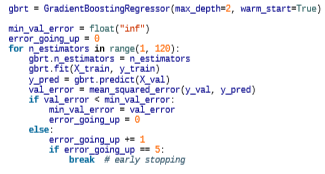 gbrt = GradientBoostingRegressor(max_depth=2, warm_start=True)
min_val_error = float("inf")
error_going_up = 0
for n_estimators in range(1, 120):
    gbrt.n_estimators = n_estimators
    gbrt.fit(X_train, y_train)
    y_pred = gbrt.predict(X_val)
    val_error = mean_squared_error(y_val, y_pred)
    if val_error < min_val_error:
        min_val_error = val_error
        error_going_up = 0
    else:
        error_going_up += 1
        if error_going_up == 5:
            break  # early stopping